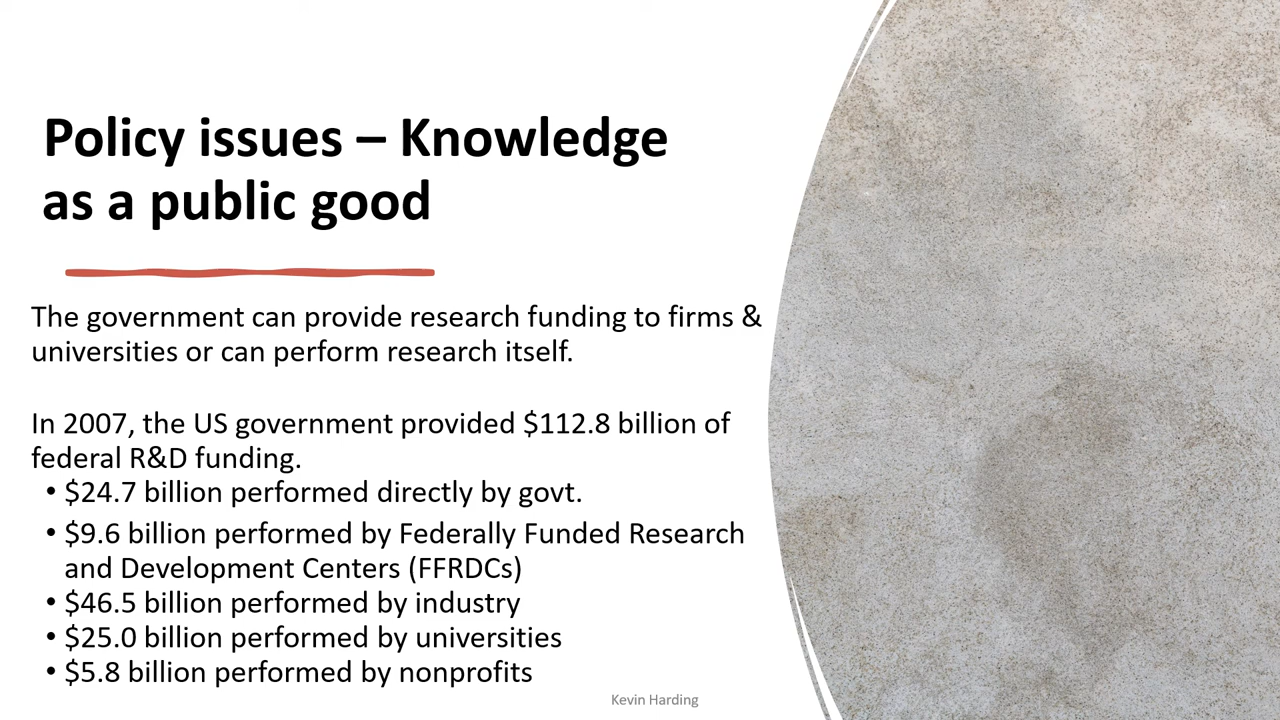 Policy issues – Knowledge
as a public good
The government can provide research funding to firms &
universities or can perform research itself.
In 2007, the US government provided $112.8 billion of
federal R&D funding.
• $24.7 billion performed directly by govt.
• $9.6 billion performed by Federally Funded Research
and Development Centers (FFRDCs)
• $46.5 billion performed by industry
• $25.0 billion performed by universities
• $5.8 billion performed by nonprofits
Kevin Harding